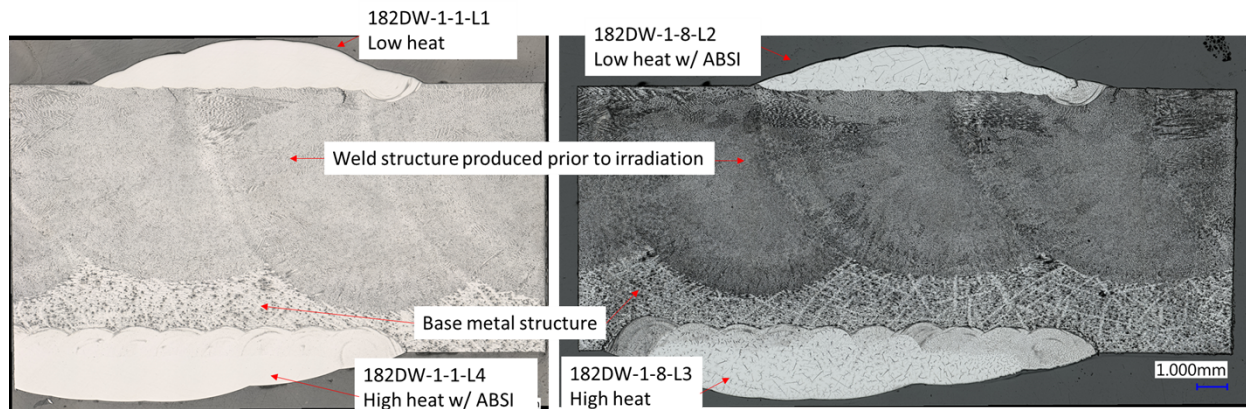 182DW-1-1-L1
Low heat
182DW-1-8-L2
Low heat w/ ABSI
Weld structure produced prior to irradiation
Base metal structure
182DW-1-1-L4
High heat w/ ABSI
182DW-1-8-L3
High heat
1.000mm